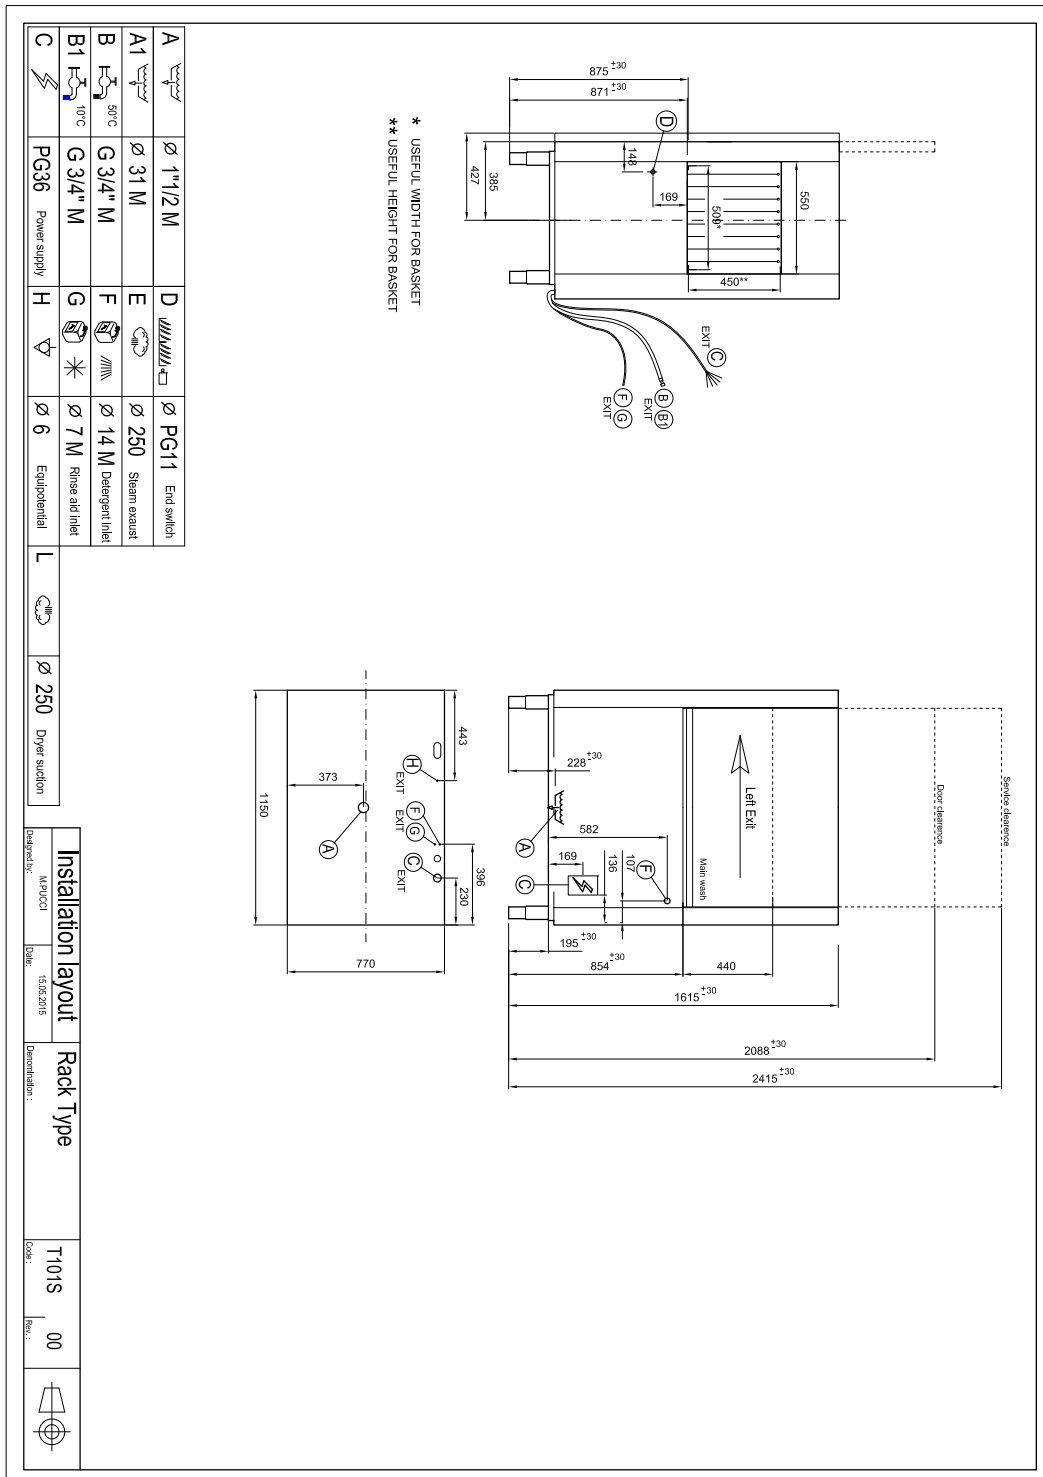 875 ±30
871 ±30
D
148
169
385
427
550
509*
450**
C
EXIT
B B1
EXIT
F G
EXIT
* USEFUL WIDTH FOR BASKET
** USEFUL HEIGHT FOR BASKET
Service clearence
Door clearence
Left Exit
Main wash
228 ±30
A
582
169
C
136
107
F
195 ±30
854 ±30
440
1615 ±30
2088 ±30
2415 ±30
443
H
EXIT
373
A
F G
EXIT
C
EXIT
396
230
1150
770
A Ø 1"1/2 M D Ø PG11 End switch
A1 Ø 31 M E Ø 250 Steam exaust
B 50°C G 3/4" M F Ø 14 M Detergent inlet
B1 10°C G 3/4" M G Ø 7 M Rinse aid inlet
C PG36 Power supply H Ø 6 Equipotential L Ø 250 Dryer suction
Installation layout Rack Type T101S 00
Designed by: M.PUCCI Date: 15.05.2015 Denomination : Code : Rev. :